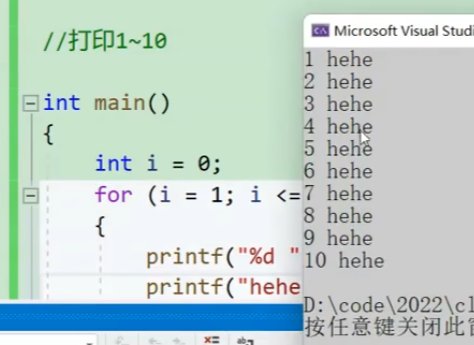 //打印1~10
int main()
{
int i = 0;
for (i = 1; i <=
{
printf("%d "
printf("hehe
Microsoft Visual Studi
1 hehe
2 hehe
3 hehe
4 hehe
5 hehe
6 hehe
7 hehe
8 hehe
9 hehe
10 hehe
D:\code\2022\cl
按任意键关闭此窗